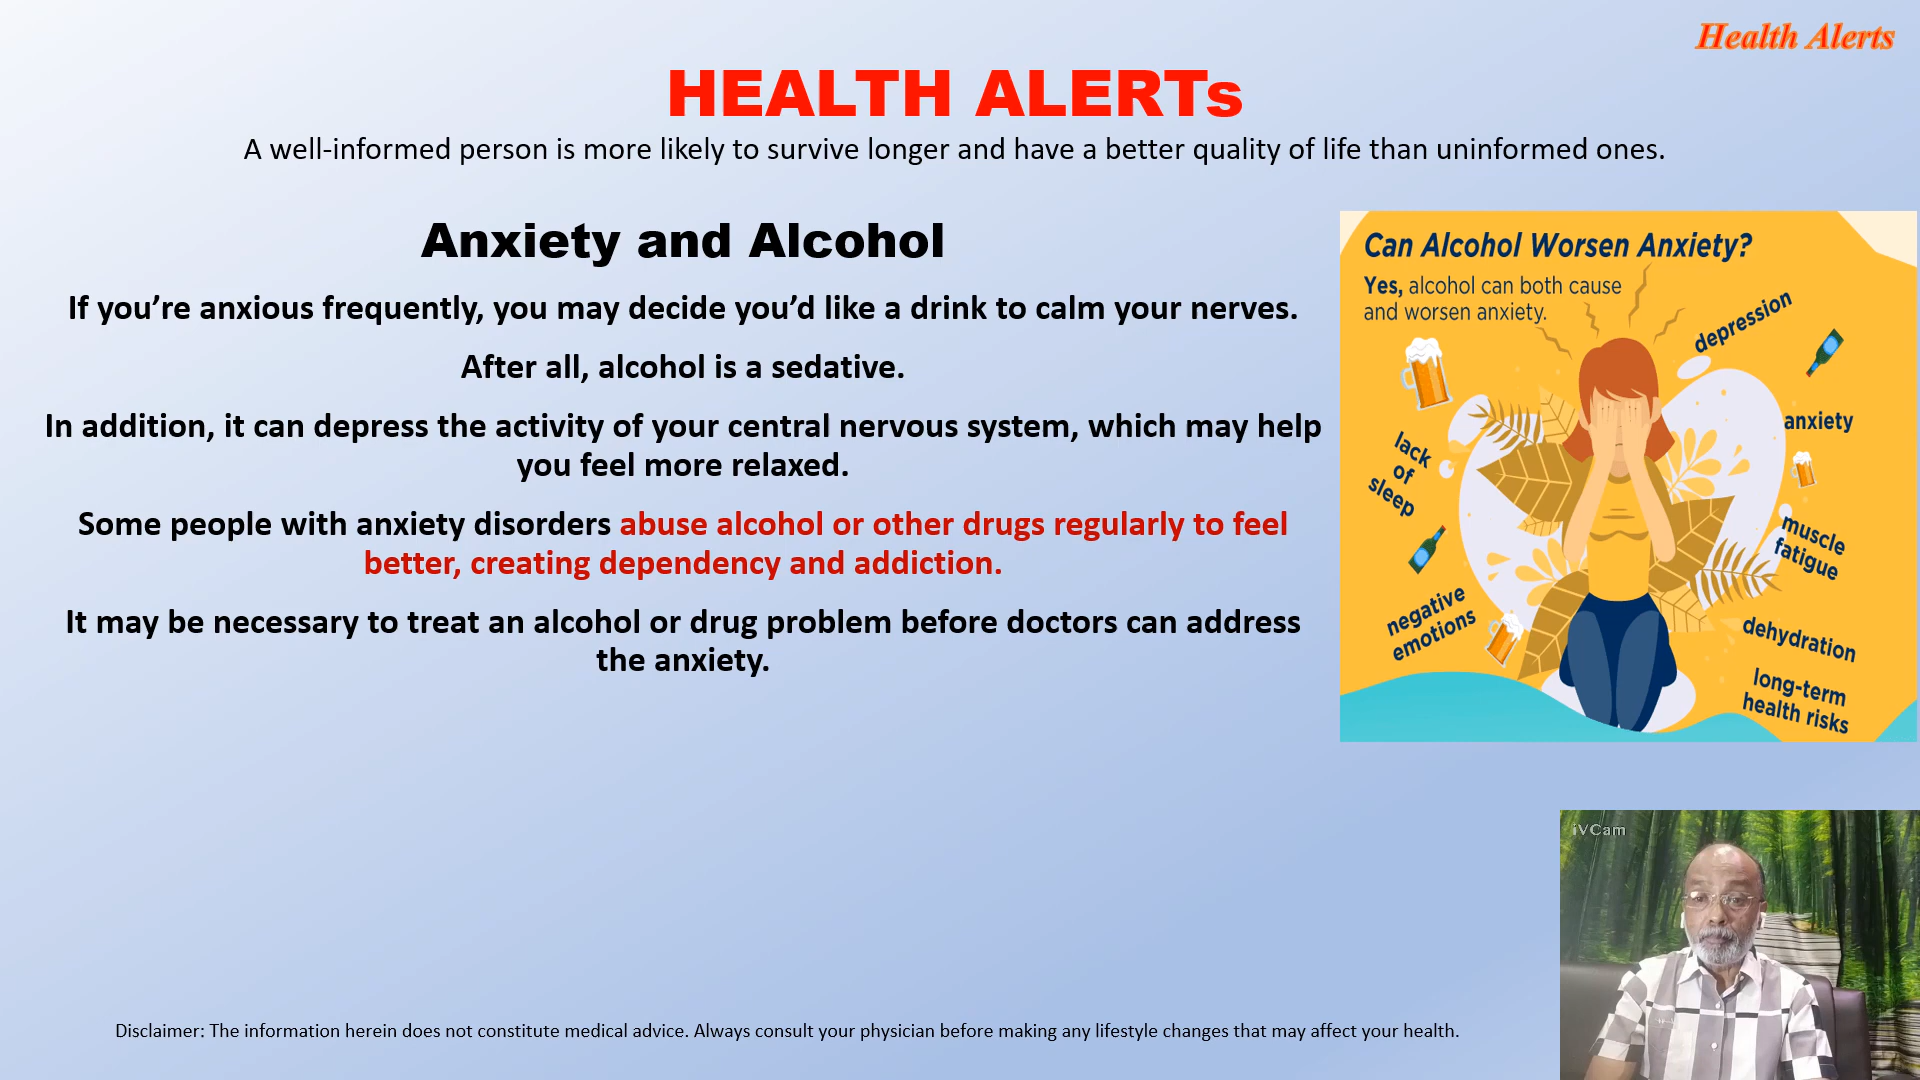 Health Alerts
HEALTH ALERTs
A well-informed person is more likely to survive longer and have a better quality of life than uninformed ones.
Anxiety and Alcohol
If you’re anxious frequently, you may decide you’d like a drink to calm your nerves.
After all, alcohol is a sedative.
In addition, it can depress the activity of your central nervous system, which may help
you feel more relaxed.
Some people with anxiety disorders abuse alcohol or other drugs regularly to feel
better, creating dependency and addiction.
It may be necessary to treat an alcohol or drug problem before doctors can address
the anxiety.
Can Alcohol Worsen Anxiety?
Yes, alcohol can both cause
and worsen anxiety.
depression
anxiety
lack
of
sleep
muscle
fatigue
negative
emotions
dehydration
long-term
health risks
iVCam
Disclaimer: The information herein does not constitute medical advice. Always consult your physician before making any lifestyle changes that may affect your health.